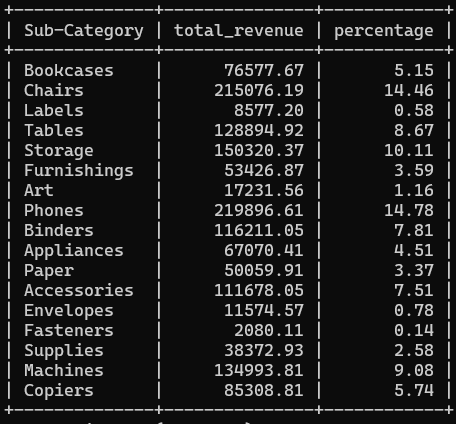 +---------------+---------------+------------+
| Sub-Category  | total_revenue | percentage |
+---------------+---------------+------------+
| Bookcases     |      76577.67 |       5.15 |
| Chairs        |     215076.19 |      14.46 |
| Labels        |       8577.20 |       0.58 |
| Tables        |     128894.92 |       8.67 |
| Storage       |     150320.37 |      10.11 |
| Furnishings   |      53426.87 |       3.59 |
| Art           |      17231.56 |       1.16 |
| Phones        |     219896.61 |      14.78 |
| Binders       |     116211.05 |       7.81 |
| Appliances    |      67070.41 |       4.51 |
| Paper         |      50059.91 |       3.37 |
| Accessories   |     111678.05 |       7.51 |
| Envelopes     |      11574.57 |       0.78 |
| Fasteners     |       2080.11 |       0.14 |
| Supplies      |      38372.93 |       2.58 |
| Machines      |     134993.81 |       9.08 |
| Copiers       |      85308.81 |       5.74 |
+---------------+---------------+------------+